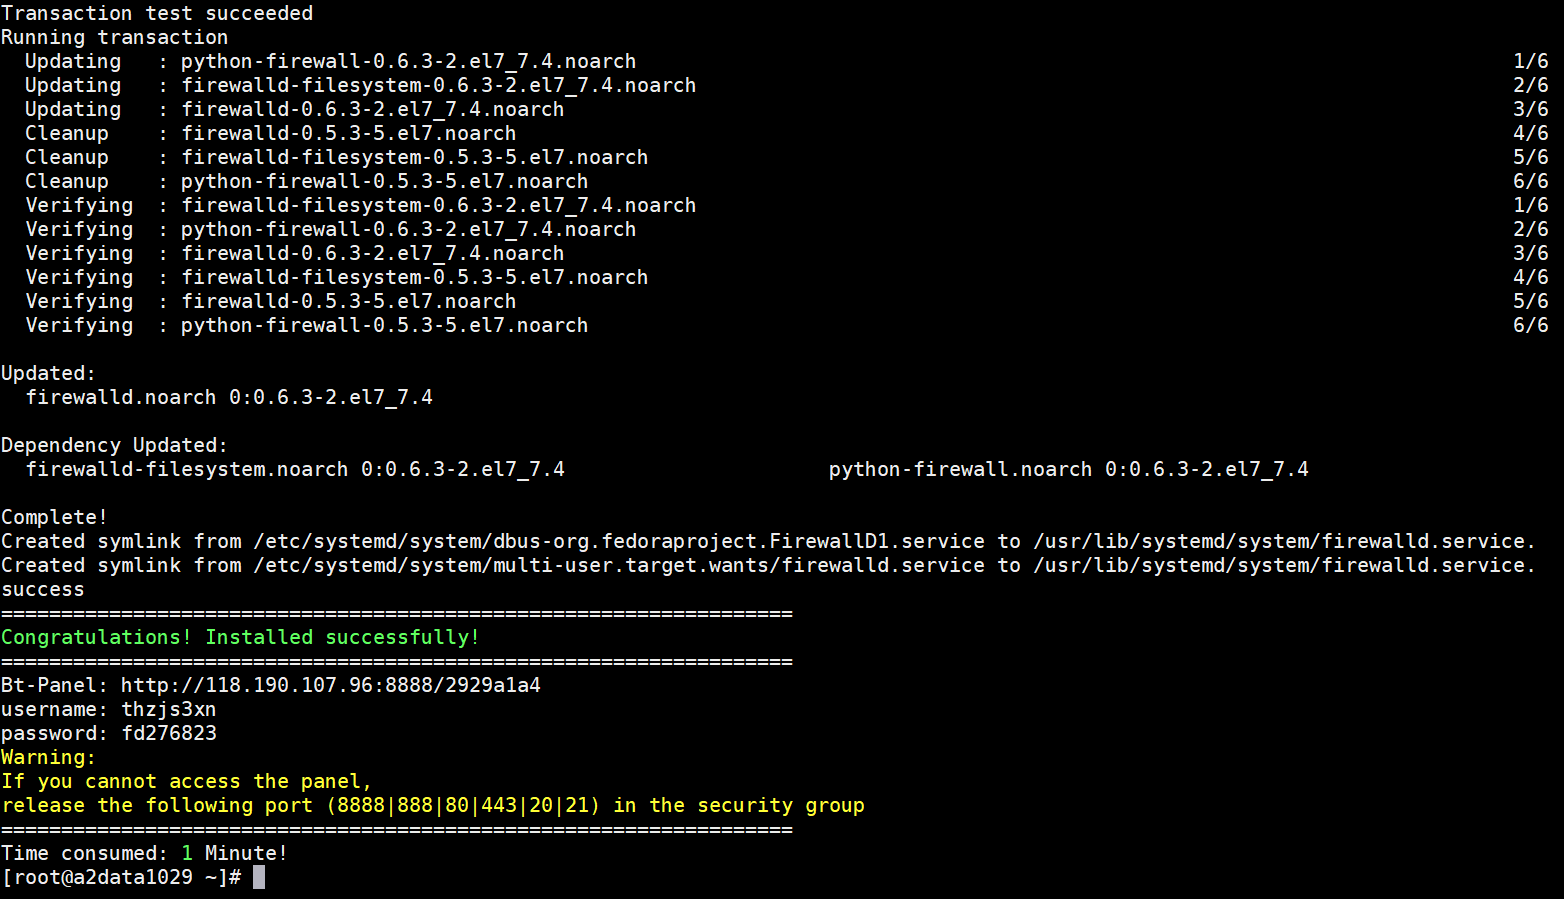 Transaction test succeeded
Running transaction
  Updating   : python-firewall-0.6.3-2.el7_7.4.noarch 1/6
  Updating   : firewalld-filesystem-0.6.3-2.el7_7.4.noarch 2/6
  Updating   : firewalld-0.6.3-2.el7_7.4.noarch 3/6
  Cleanup    : firewalld-0.5.3-5.el7.noarch 4/6
  Cleanup    : firewalld-filesystem-0.5.3-5.el7.noarch 5/6
  Cleanup    : python-firewall-0.5.3-5.el7.noarch 6/6
  Verifying  : firewalld-filesystem-0.6.3-2.el7_7.4.noarch 1/6
  Verifying  : python-firewall-0.6.3-2.el7_7.4.noarch 2/6
  Verifying  : firewalld-0.6.3-2.el7_7.4.noarch 3/6
  Verifying  : firewalld-filesystem-0.5.3-5.el7.noarch 4/6
  Verifying  : firewalld-0.5.3-5.el7.noarch 5/6
  Verifying  : python-firewall-0.5.3-5.el7.noarch 6/6
Updated:
  firewalld.noarch 0:0.6.3-2.el7_7.4
Dependency Updated:
  firewalld-filesystem.noarch 0:0.6.3-2.el7_7.4 python-firewall.noarch 0:0.6.3-2.el7_7.4
Complete!
Created symlink from /etc/systemd/system/dbus-org.fedoraproject.FirewallD1.service to /usr/lib/systemd/system/firewalld.service.
Created symlink from /etc/systemd/system/multi-user.target.wants/firewalld.service to /usr/lib/systemd/system/firewalld.service.
success
==================================================================
Congratulations! Installed successfully!
==================================================================
Bt-Panel: http://118.190.107.96:8888/2929a1a4
username: thzjs3xn
password: fd276823
Warning:
If you cannot access the panel,
release the following port (8888|888|80|443|20|21) in the security group
==================================================================
Time consumed: 1 Minute!
[root@a2data1029 ~]#